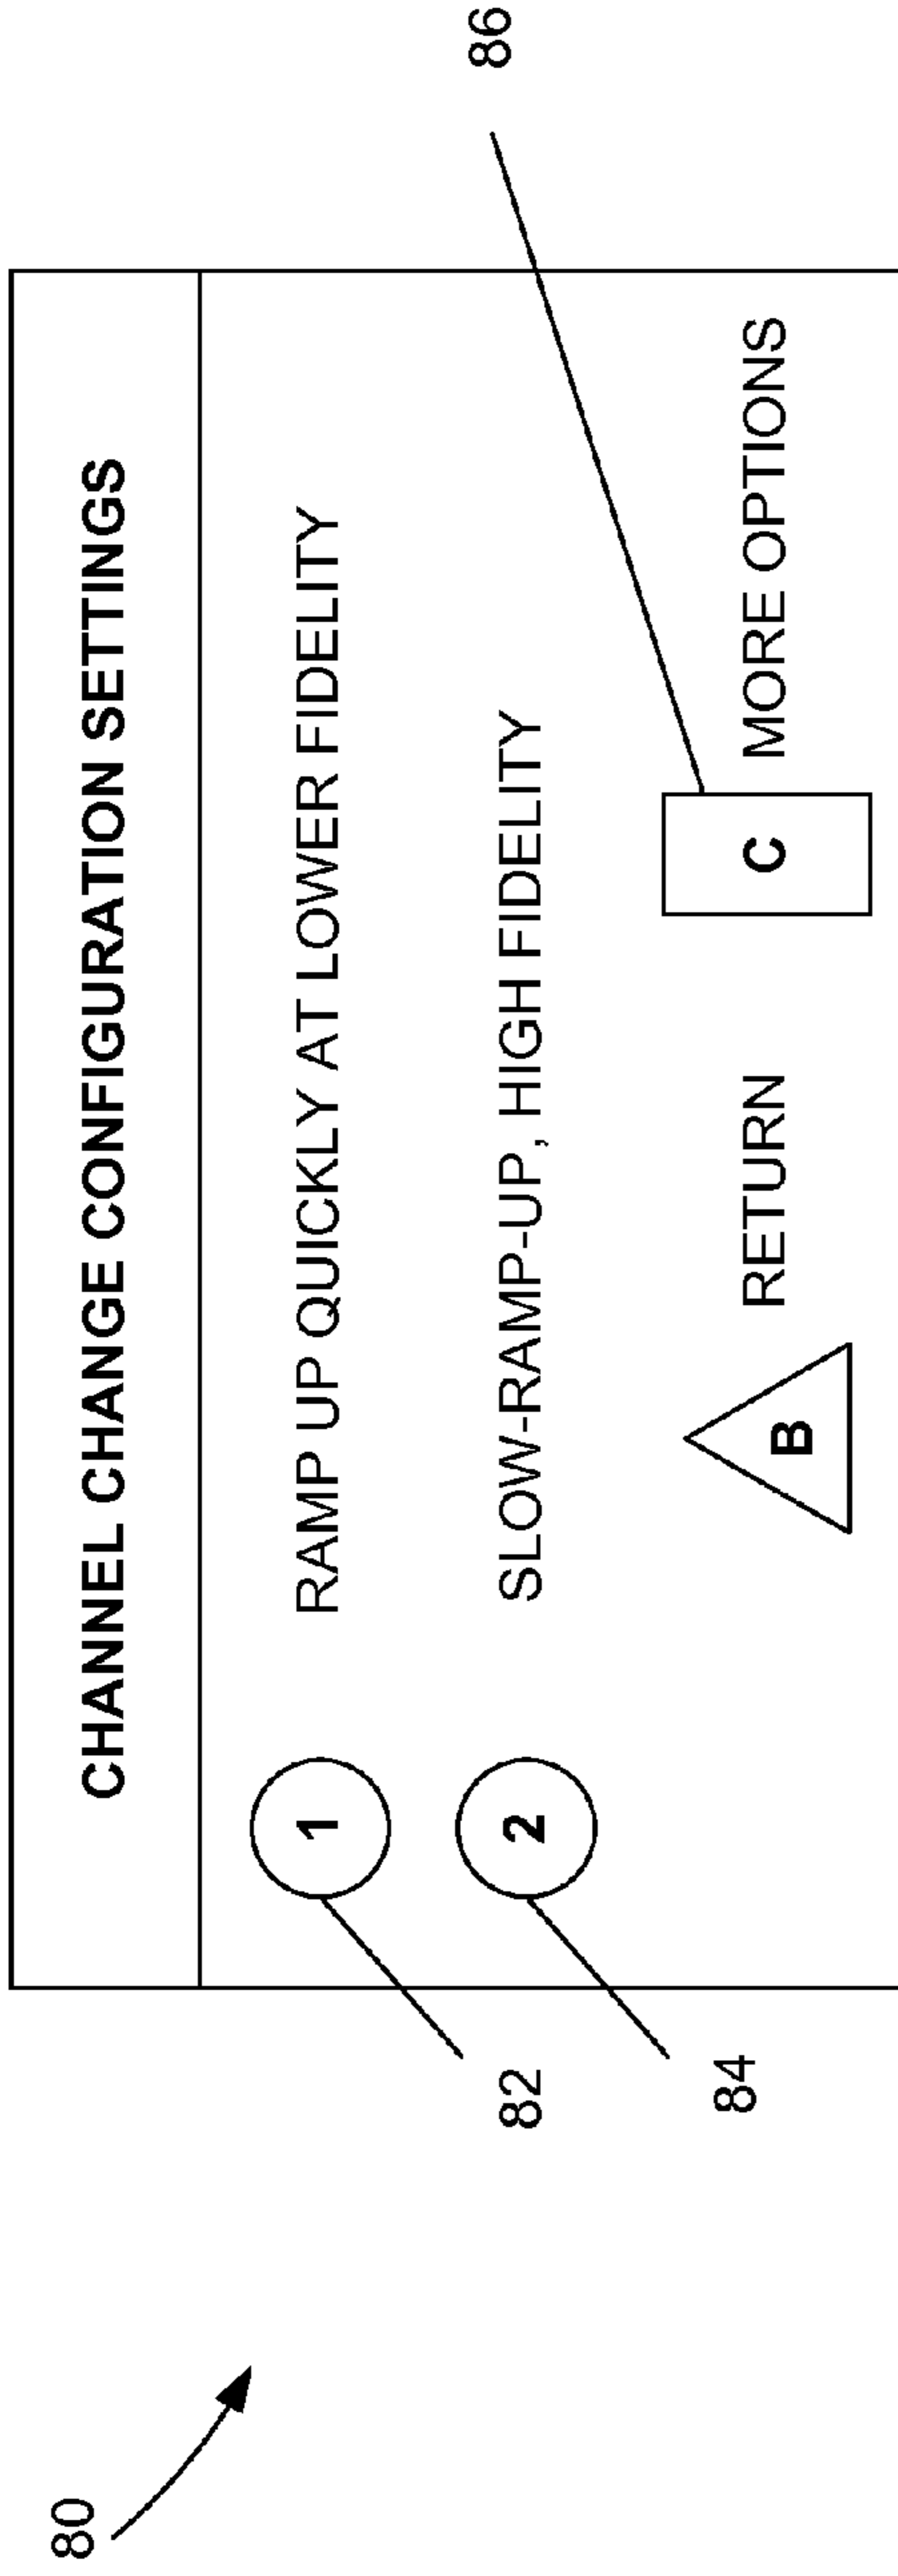 80
CHANNEL CHANGE CONFIGURATION SETTINGS
1 RAMP UP QUICKLY AT LOWER FIDELITY
82
2 SLOW-RAMP-UP, HIGH FIDELITY
86
84
B RETURN C MORE OPTIONS